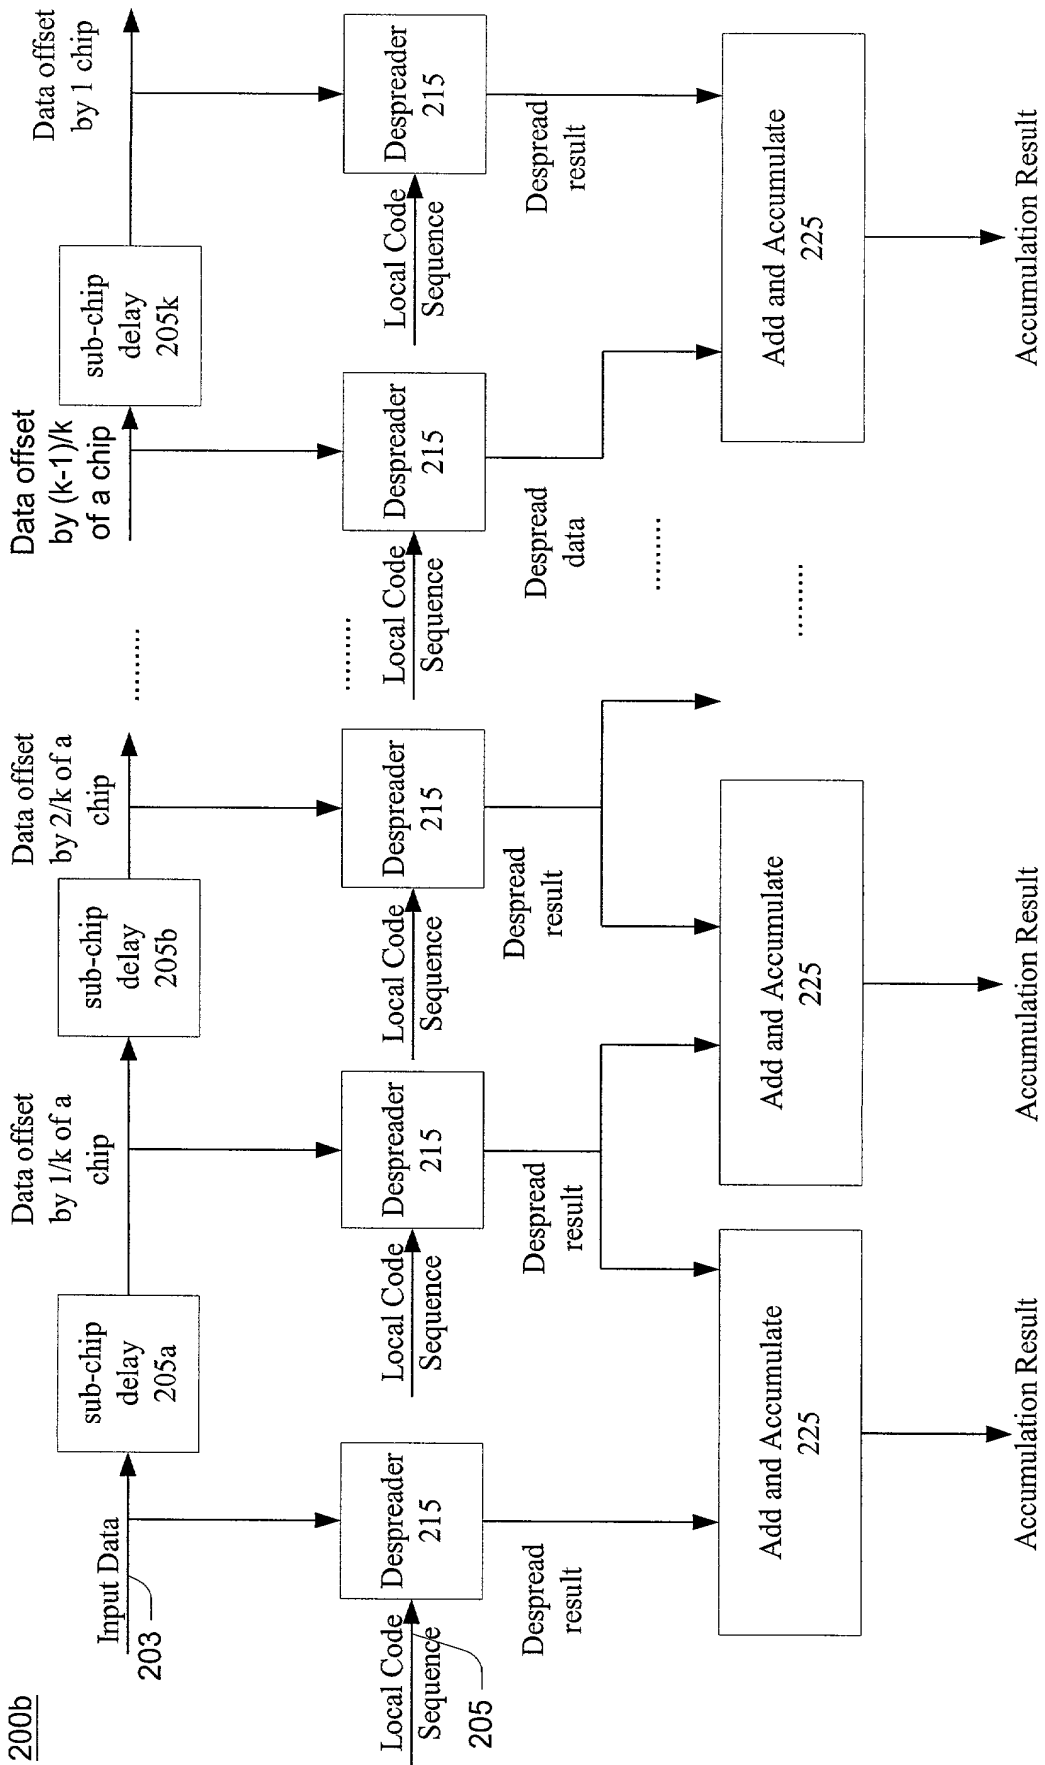 200b
Input Data
203
sub-chip
delay
205a
Data offset
by 1/k of a
chip
sub-chip
delay
205b
Data offset
by 2/k of a
chip
........
Data offset
by (k-1)/k
of a chip
sub-chip
delay
205k
Data offset
by 1 chip
Local Code
Sequence
205
Despreader
215
Local Code
Sequence
Despreader
215
Local Code
Sequence
Despreader
215
........
Local Code
Sequence
Despreader
215
Local Code
Sequence
Despreader
215
Despread
result
Despread
result
Despread
result
Despread
data
Despread
result
........
Add and Accumulate
225
Add and Accumulate
225
........
Add and Accumulate
225
Accumulation Result
Accumulation Result
Accumulation Result